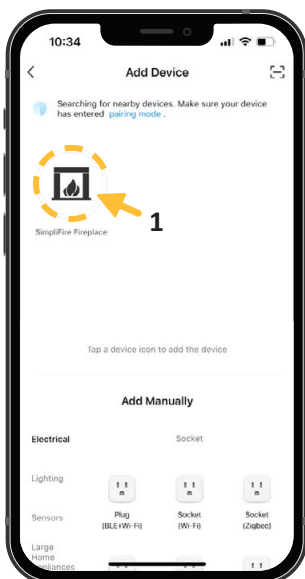 10:34
Add Device
Searching for nearby devices. Make sure your device
has entered pairing mode.
1
SimpliFire Fireplace
Tap a device icon to add the device
Add Manually
Electrical
Socket
Lighting
Sensors
Plug
(BLE+Wi-Fi)
Socket
(Wi-Fi)
Socket
(Zigbee)
Large
Home
Appliances